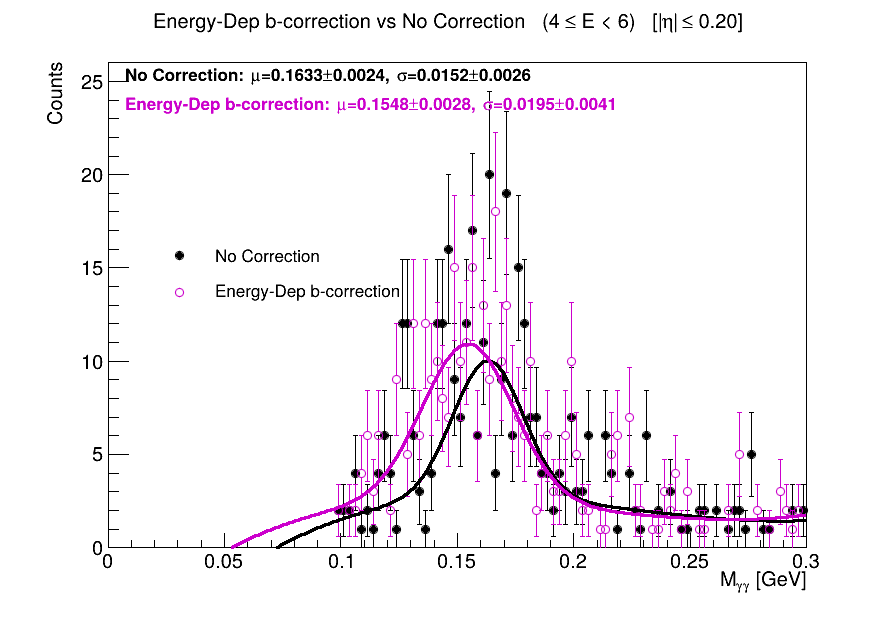 Energy-Dep b-correction vs No Correction (4 ≤ E < 6) [|η| ≤ 0.20]
Counts
No Correction: μ=0.1633±0.0024, σ=0.0152±0.0026
Energy-Dep b-correction: μ=0.1548±0.0028, σ=0.0195±0.0041
No Correction
Energy-Dep b-correction
25
20
15
10
5
0
0 0.05 0.1 0.15 0.2 0.25 0.3
Mγγ [GeV]